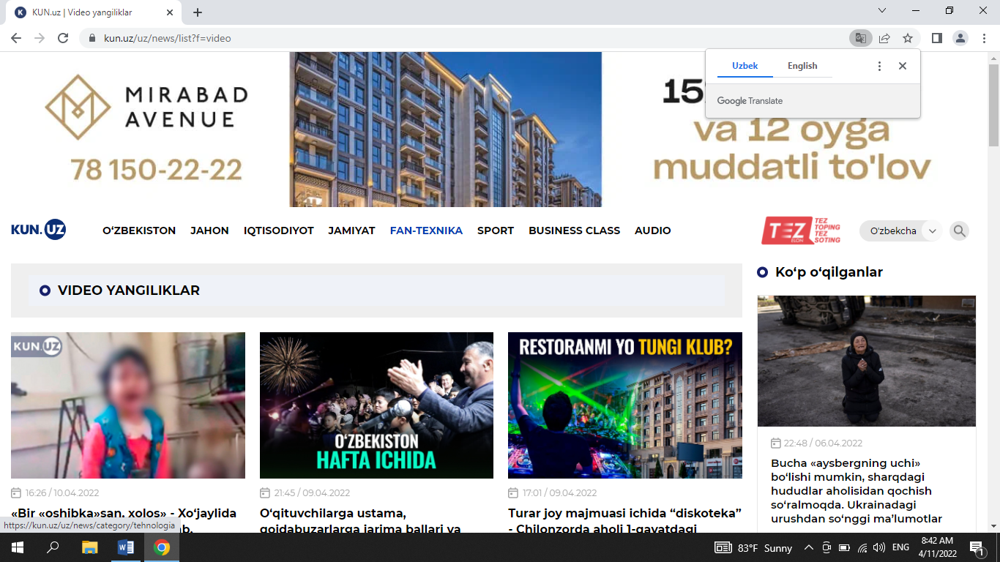 KUN.uz | Video yangiliklar
kun.uz/uz/news/list?f=video
Uzbek English
Google Translate
MIRABAD
AVENUE
78 150-22-22
va 12 oyga
muddatli to'lov
KUN.UZ
O‘ZBEKISTON JAHON IQTISODIYOT JAMIYAT FAN-TEXNIKA SPORT BUSINESS CLASS AUDIO
TEZ
ELON
TEZ
TOPING
TEZ
SOTING
O'zbekcha
VIDEO YANGILIKLAR
Ko‘p o‘qilganlar
KUN.UZ
O‘ZBEKISTON
HAFTA ICHIDA
RESTORANMI YO TUNGI KLUB?
16:26 / 10.04.2022
«Bir «oshibka»san, xolos» - Xo‘jaylida
21:45 / 09.04.2022
O‘qituvchilarga ustama,
qoidabuzarlarga jarima ballari va
17:01 / 09.04.2022
Turar joy majmuasi ichida “diskoteka”
- Chilonzorda aholi 1-qavatdagi
22:48 / 06.04.2022
Bucha «aysbergning uchi»
bo‘lishi mumkin, sharqdagi
hududlar aholisidan qochish
so‘ralmoqda. Ukrainadagi
urushdan so‘nggi ma’lumotlar
https://kun.uz/uz/news/category/tehnologia
83°F Sunny
ENG
8:42 AM
4/11/2022
1